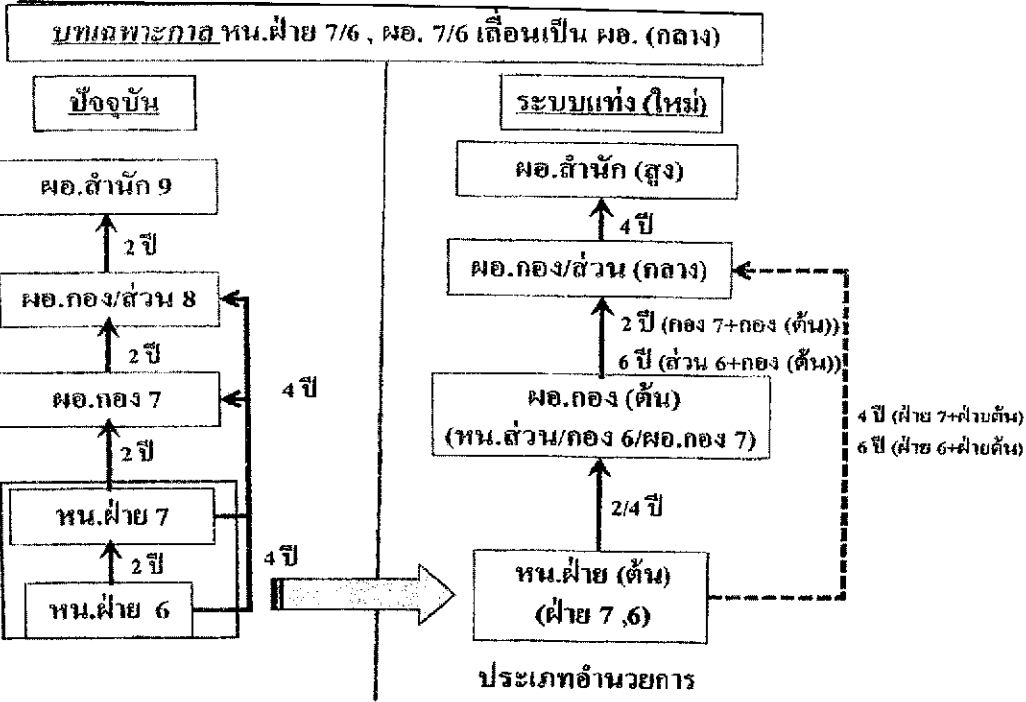 บทเฉพาะกาล หน.ฝ่าย 7/6 , ผอ. 7/6 เลื่อนเป็น ผอ. (กลาง)
ปัจจุบัน
ผอ.สำนัก 9
2 ปี
ผอ.กอง/ส่วน 8
2 ปี
4 ปี
ผอ.กอง 7
2 ปี
หน.ฝ่าย 7
2 ปี
4 ปี
หน.ฝ่าย 6
ระบบแท่ง (ใหม่)
ผอ.สำนัก (สูง)
4 ปี
ผอ.กอง/ส่วน (กลาง)
2 ปี (กอง 7+กอง (ต้น))
6 ปี (ส่วน 6+กอง (ต้น))
ผอ.กอง (ต้น)
(หน.ส่วน/กอง 6/ผอ.กอง 7)
4 ปี (ฝ่าย 7+ฝ่ายต้น)
6 ปี (ฝ่าย 6+ฝ่ายต้น)
2/4 ปี
หน.ฝ่าย (ต้น)
(ฝ่าย 7 ,6)
ประเภทอำนวยการ